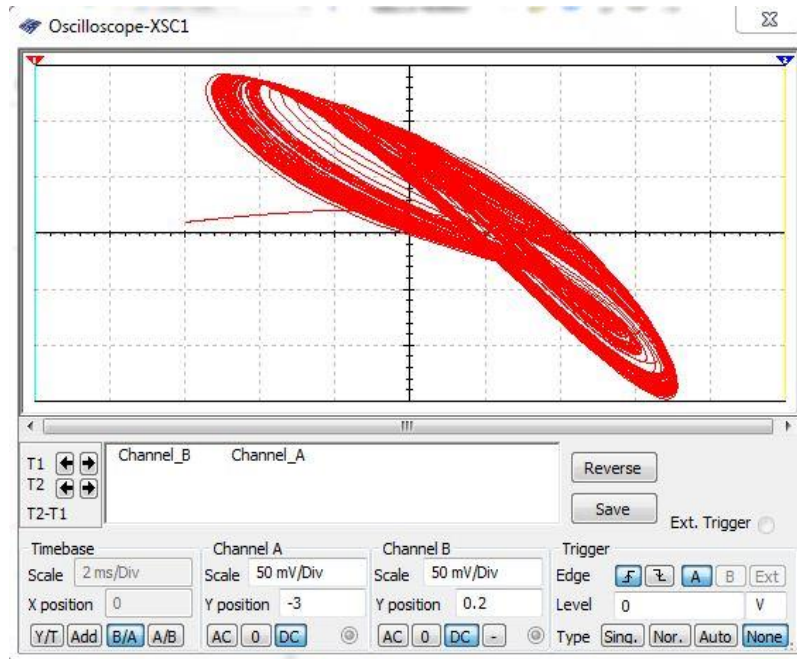 Oscilloscope-XSC1
1 2
T1
T2
T2-T1
Channel_B Channel_A
Reverse
Save
Ext. Trigger
Timebase Channel A Channel B Trigger
Scale 2 ms/Div Scale 50 mV/Div Scale 50 mV/Div Edge A B Ext
X position 0 Y position -3 Y position 0.2 Level 0 V
Y/T Add B/A A/B AC 0 DC AC 0 DC - Type Sing. Nor. Auto None